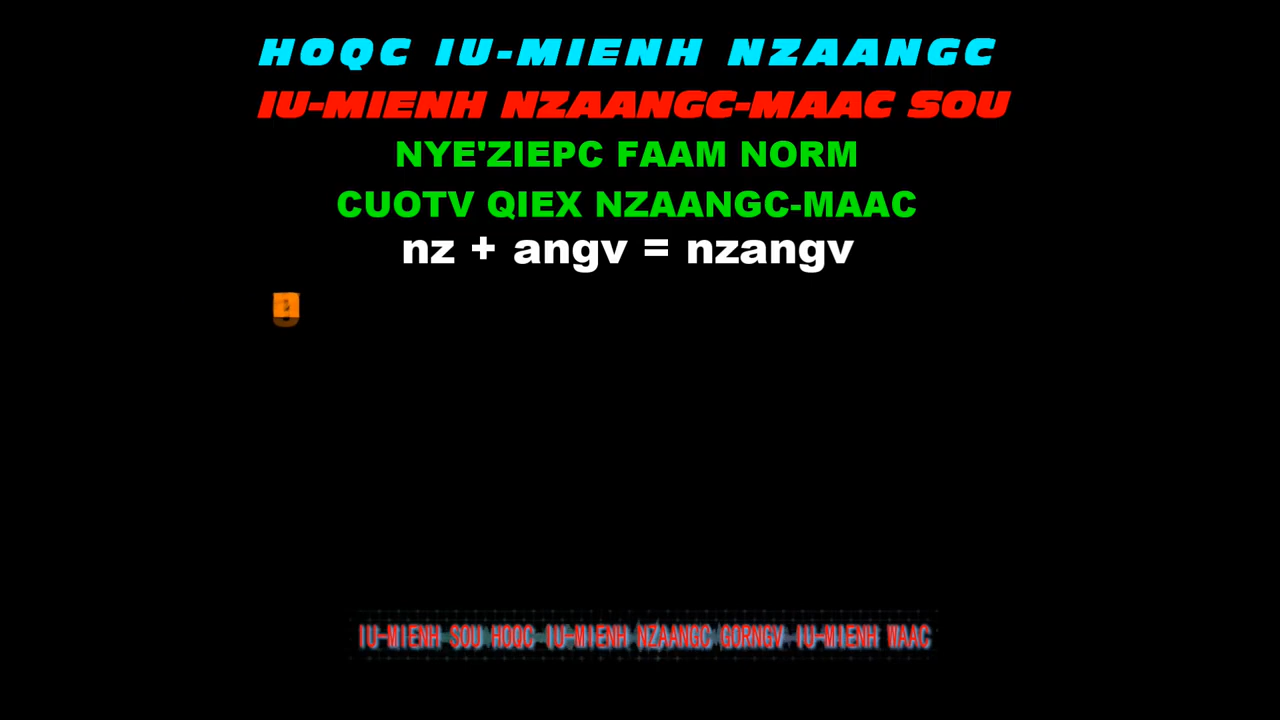 HOQC IU-MIENH NZAANGC
IU-MIENH NZAANGC-MAAC SOU
NYE'ZIEPC FAAM NORM
CUOTV QIEX NZAANGC-MAAC
nz + angv = nzangv
IU-MIENH SOU HOQC IU-MIENH NZAANGC GORNGV IU-MIENH WAAC